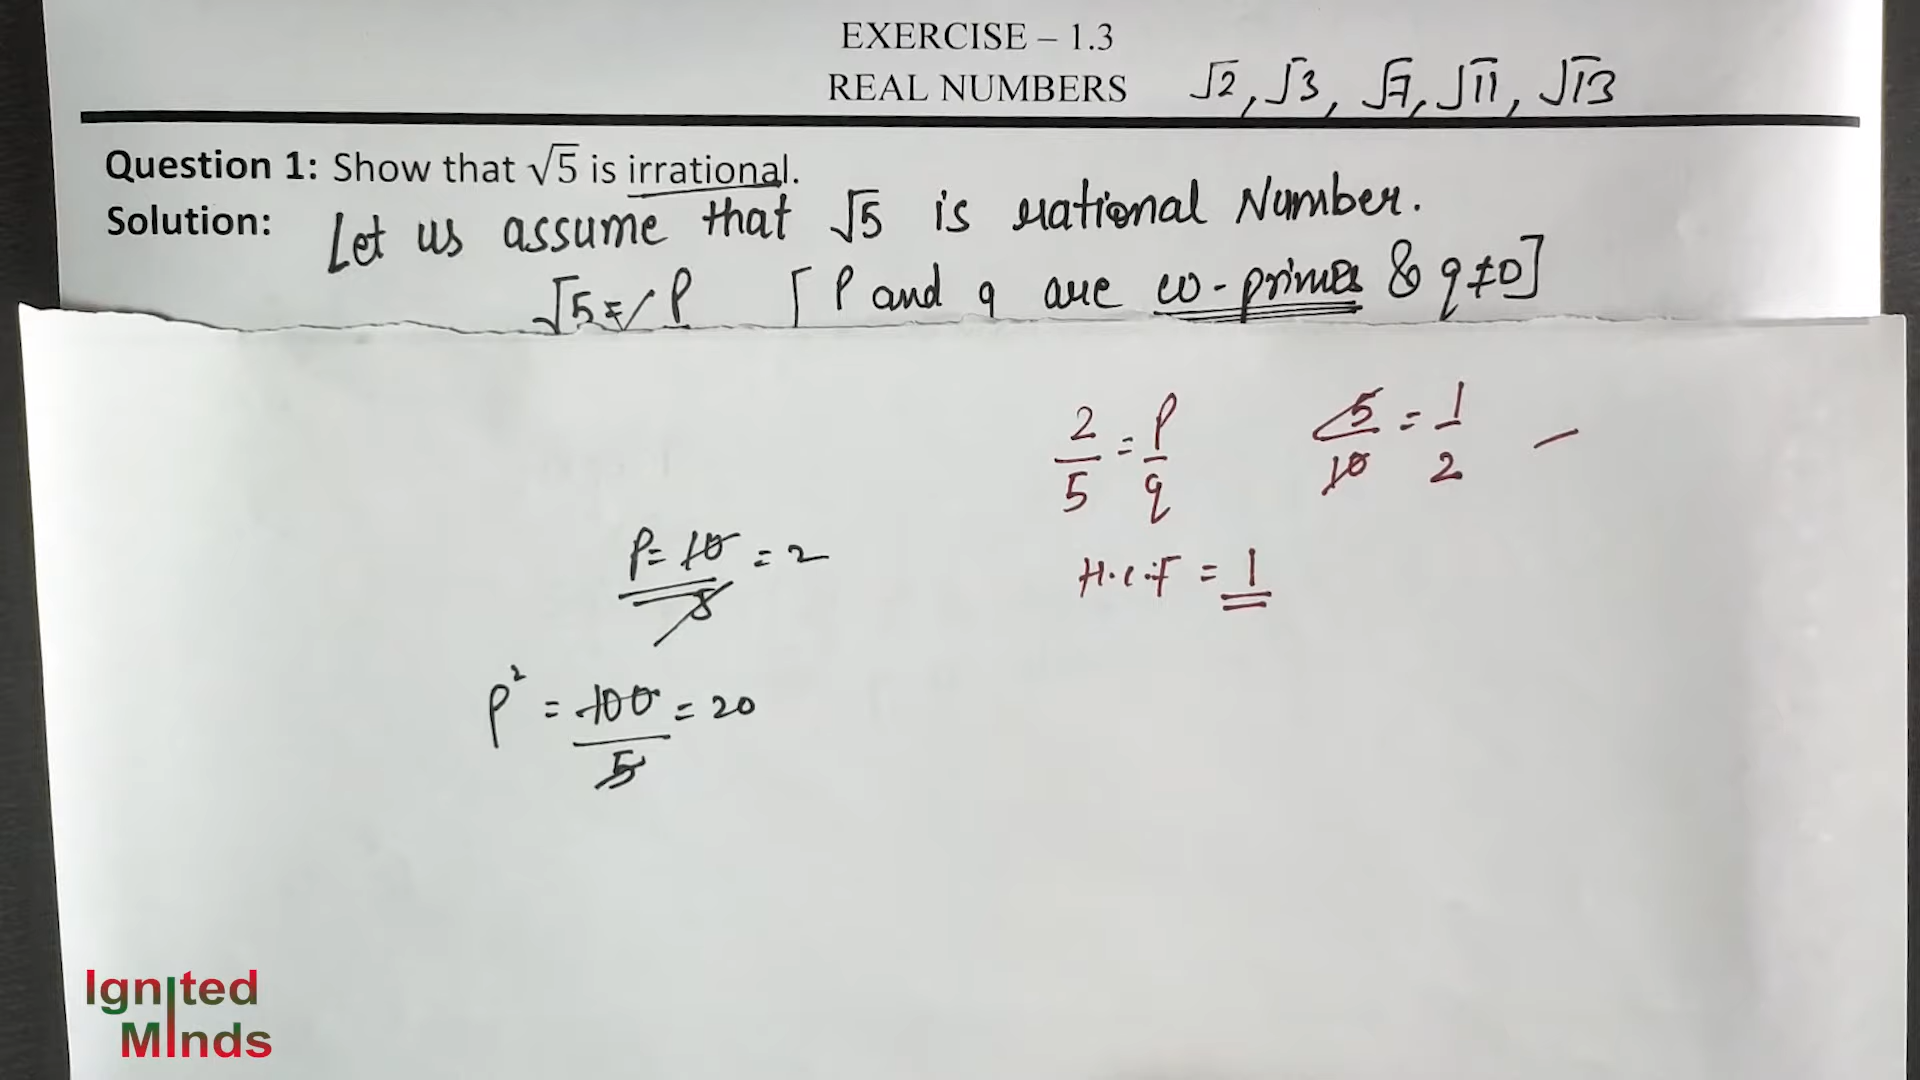 EXERCISE – 1.3
REAL NUMBERS √2, √3, √7, √11, √13
Question 1: Show that √5 is irrational.
Solution: Let us assume that √5 is rational Number.
√5 = P [P and q are co-primes & q≠0]
2/5 = P/q 5/10 = 1/2
P = 10/5 = 2
H.C.F = 1
P² = 100/5 = 20
Ignited
Minds